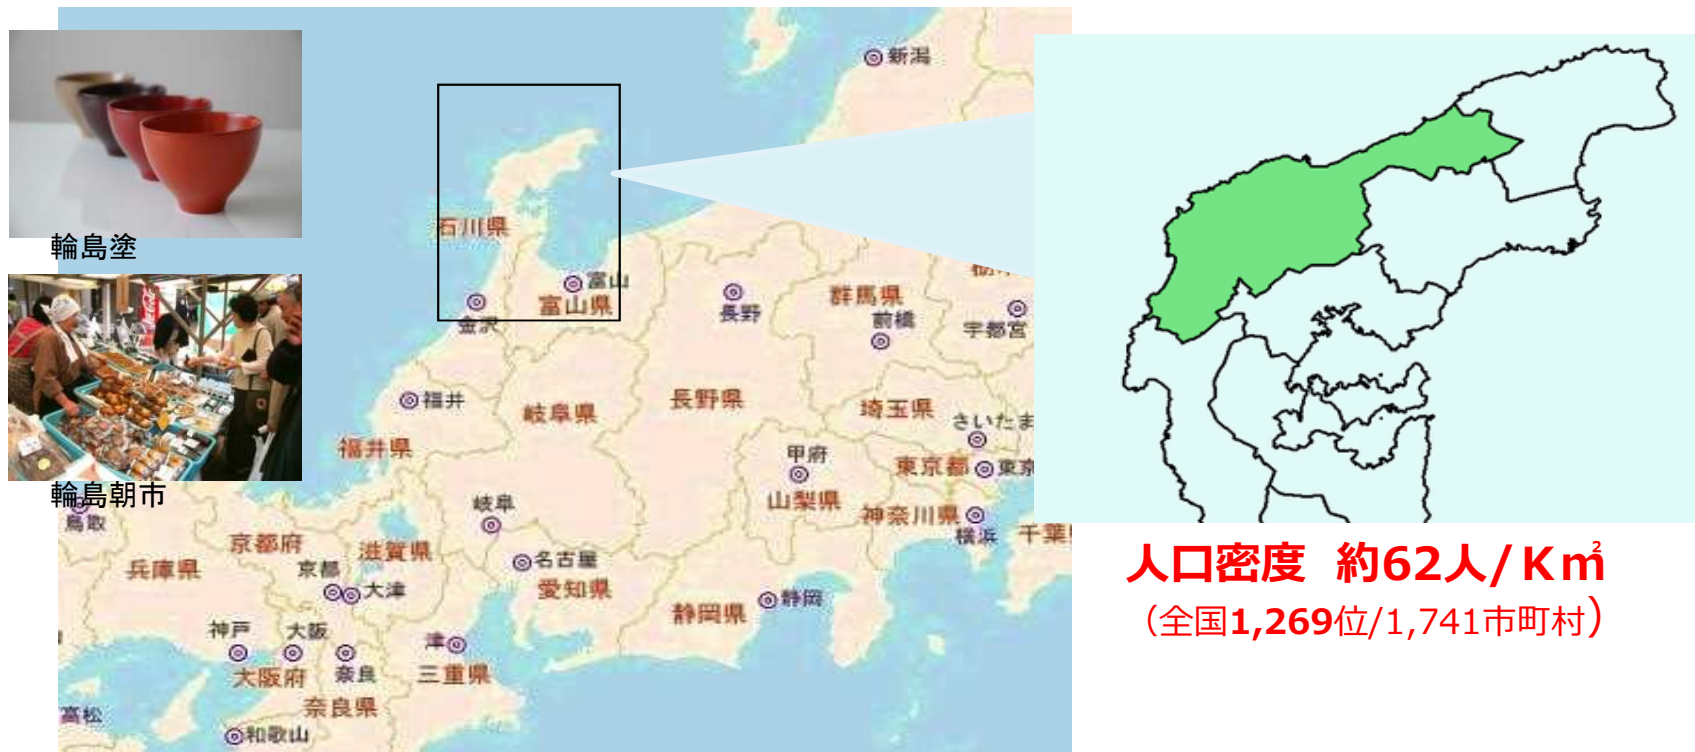 輪島塗
輪島朝市
新潟
石川県
富山
富山県
金沢
長野
群馬県
前橋
宇都宮
福井
岐阜県
長野県
埼玉県
さいたま
福井県
甲府
東京都
山梨県
神奈川県
横浜
鳥取
岐阜
京都府
滋賀県
兵庫県
京都
大津
名古屋
愛知県
静岡県
静岡
神戸
大阪
津
奈良
大阪府
三重県
奈良県
高松
和歌山
人口密度 約62人/K㎡
（全国1,269位/1,741市町村）